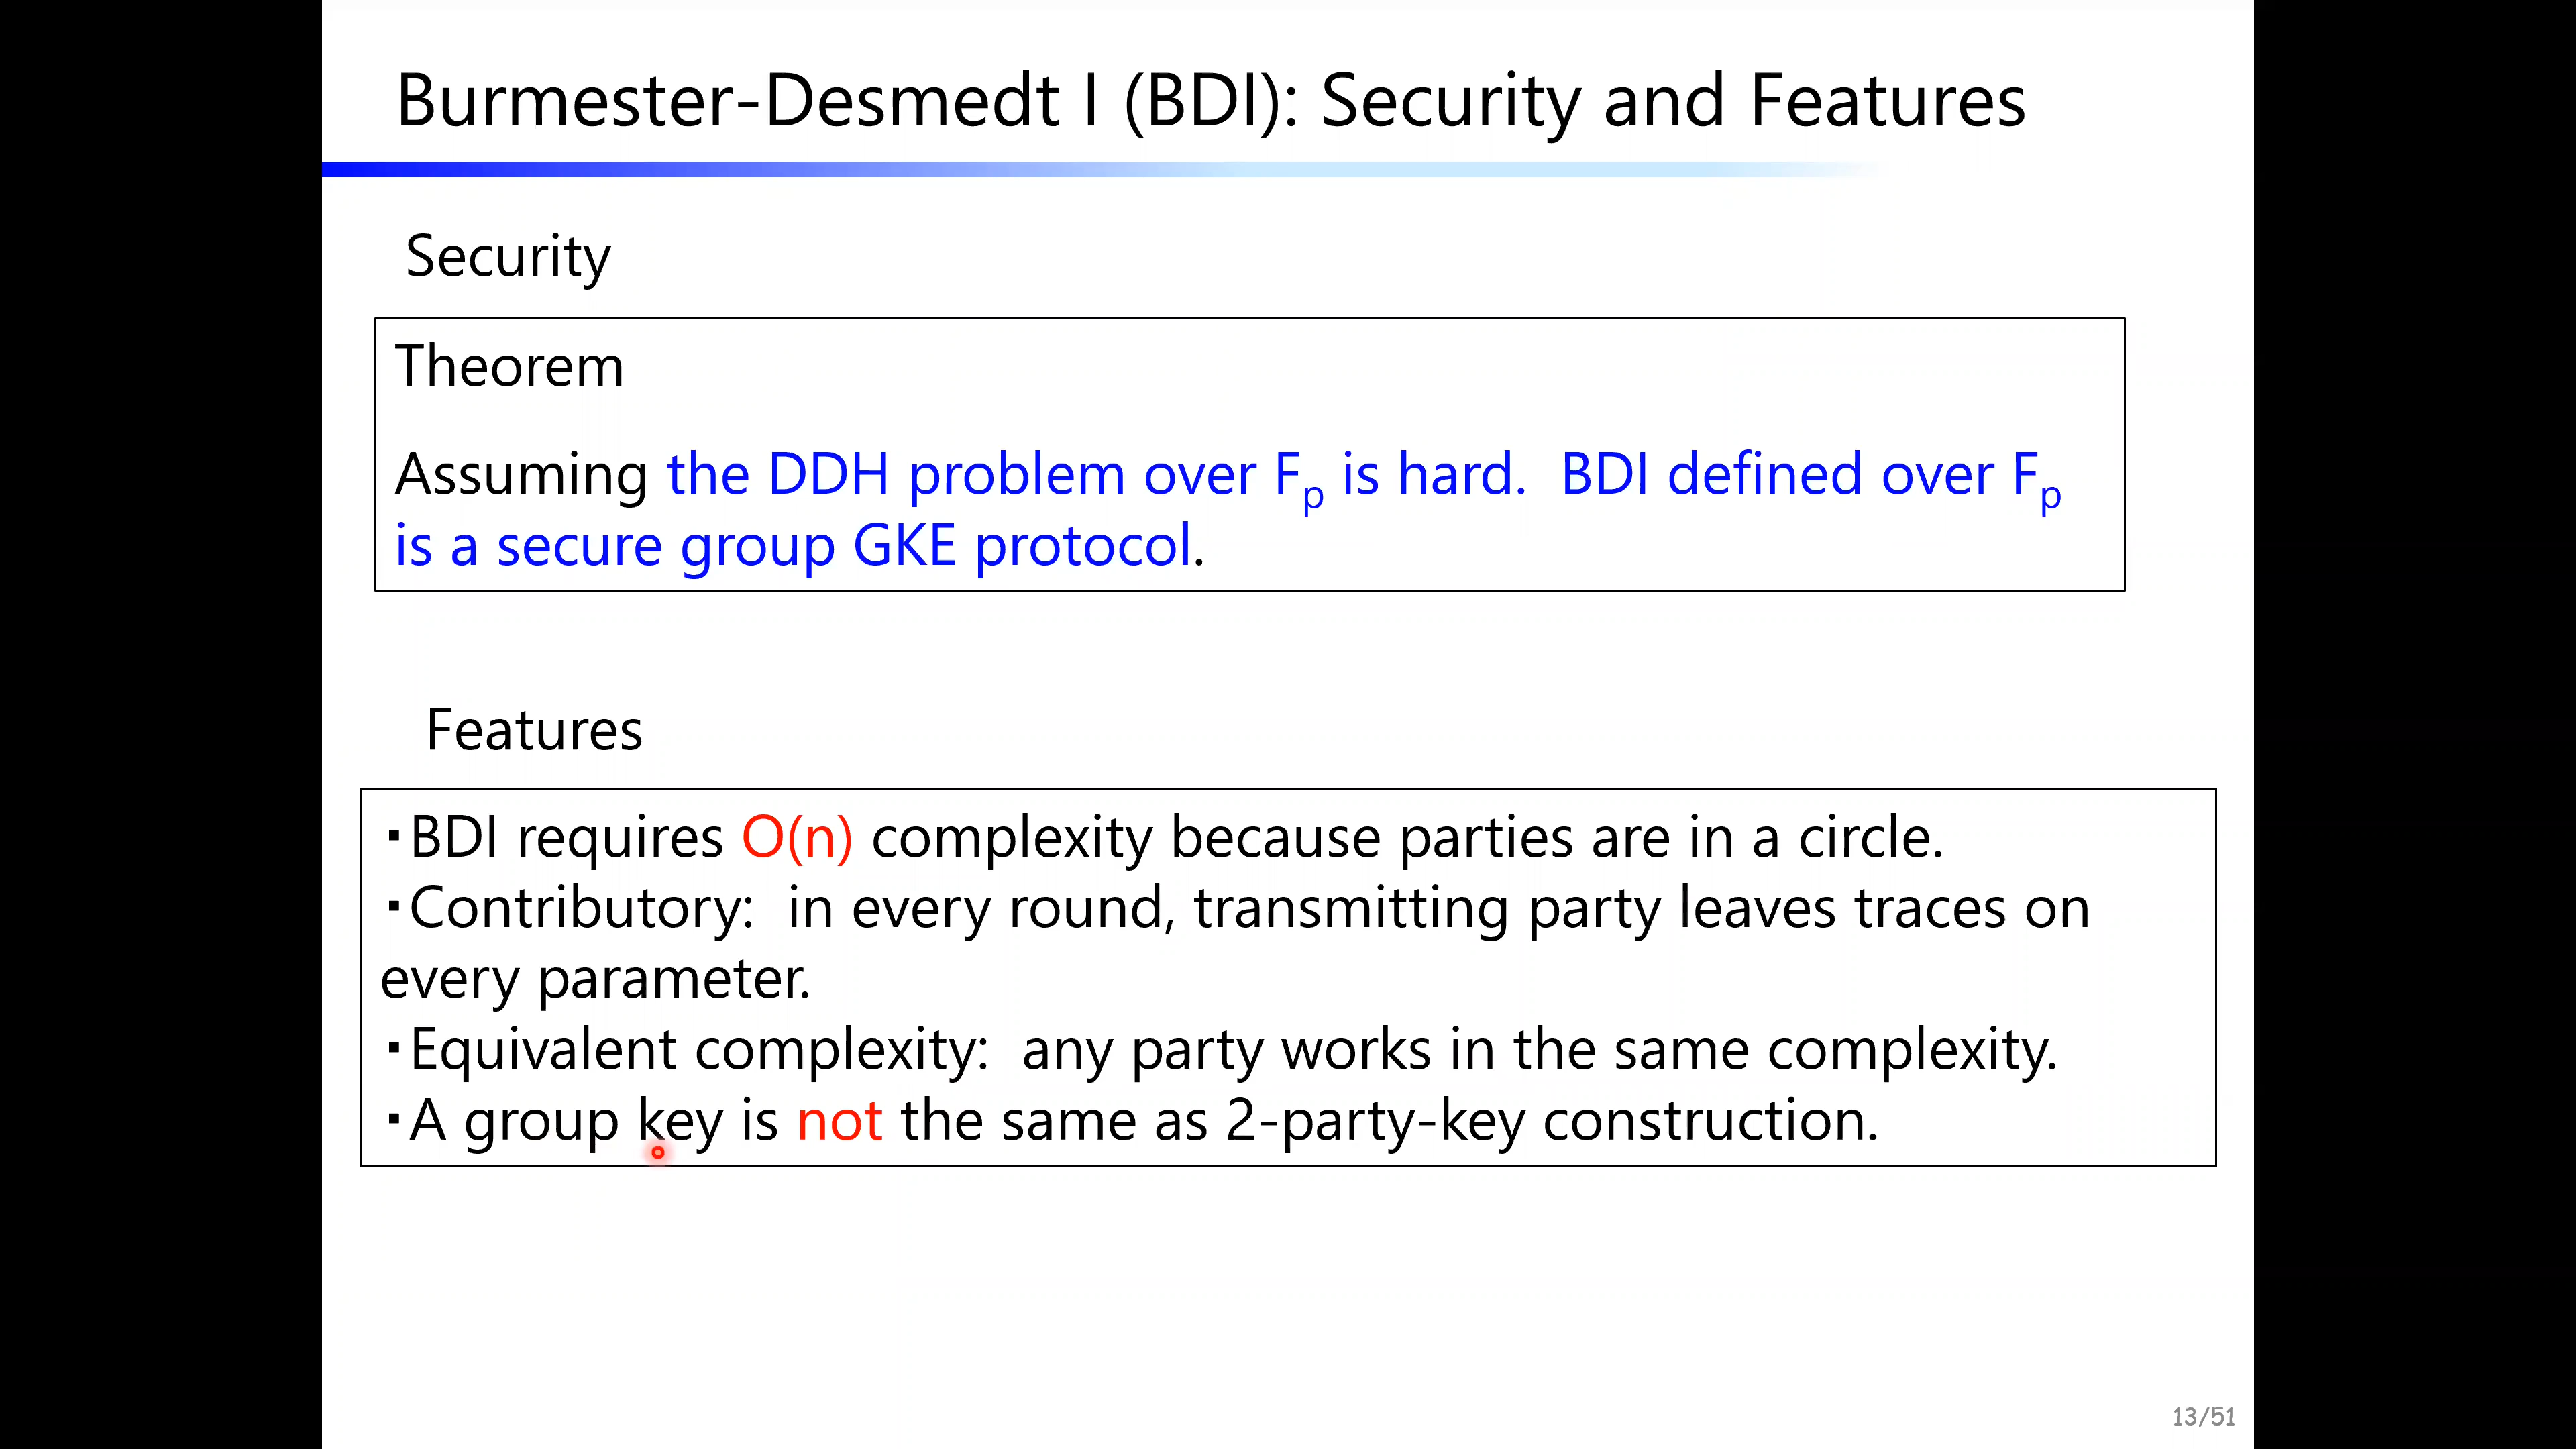 Burmester-Desmedt I (BDI): Security and Features
Security
Theorem
Assuming the DDH problem over Fp is hard.  BDI defined over Fp
is a secure group GKE protocol.
Features
・BDI requires O(n) complexity because parties are in a circle.
・Contributory:  in every round, transmitting party leaves traces on
every parameter.
・Equivalent complexity:  any party works in the same complexity.
・A group key is not the same as 2-party-key construction.
13/51